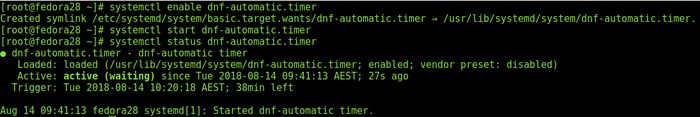 [root@fedora28 ~]# systemctl enable dnf-automatic.timer
Created symlink /etc/systemd/system/basic.target.wants/dnf-automatic.timer → /usr/lib/systemd/system/dnf-automatic.timer.
[root@fedora28 ~]# systemctl start dnf-automatic.timer
[root@fedora28 ~]# systemctl status dnf-automatic.timer
● dnf-automatic.timer - dnf-automatic timer
Loaded: loaded (/usr/lib/systemd/system/dnf-automatic.timer; enabled; vendor preset: disabled)
Active: active (waiting) since Tue 2018-08-14 09:41:13 AEST; 27s ago
Trigger: Tue 2018-08-14 10:20:18 AEST; 38min left
Aug 14 09:41:13 fedora28 systemd[1]: Started dnf-automatic timer.